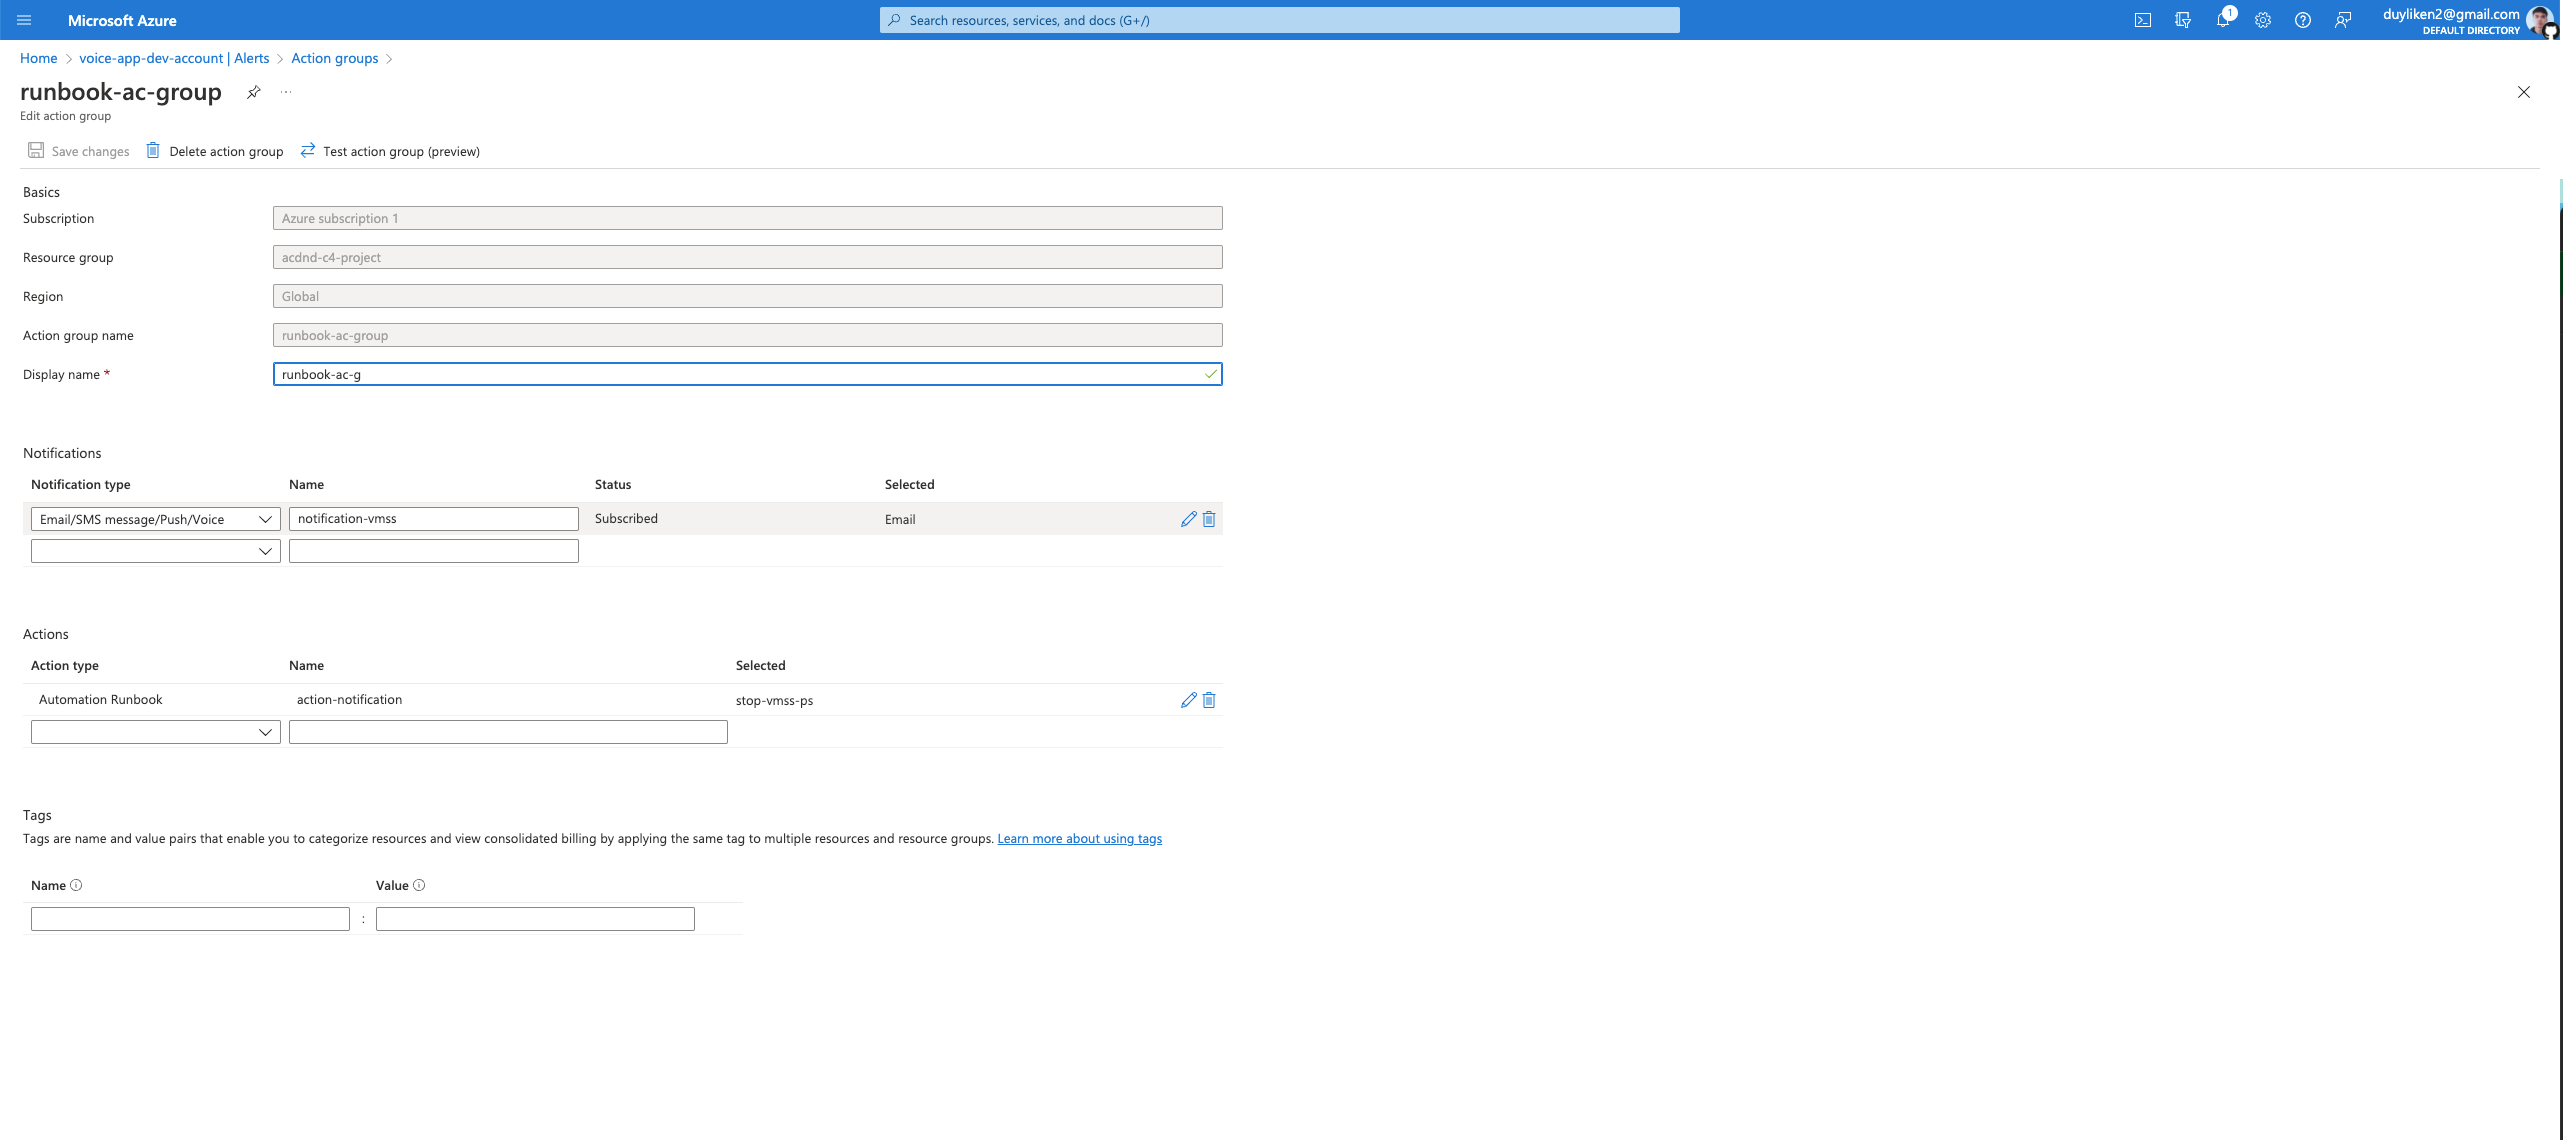 Microsoft Azure
Search resources, services, and docs (G+/)
1
duyliken2@gmail.com
DEFAULT DIRECTORY
Home > voice-app-dev-account | Alerts > Action groups >
runbook-ac-group ...
Edit action group
Save changes Delete action group Test action group (preview)
Basics
Subscription Azure subscription 1
Resource group acdnd-c4-project
Region Global
Action group name runbook-ac-group
Display name * runbook-ac-g
Notifications
Notification type Name Status Selected
Email/SMS message/Push/Voice notification-vmss Subscribed Email
Actions
Action type Name Selected
Automation Runbook action-notification stop-vmss-ps
Tags
Tags are name and value pairs that enable you to categorize resources and view consolidated billing by applying the same tag to multiple resources and resource groups. Learn more about using tags
Name Value
: